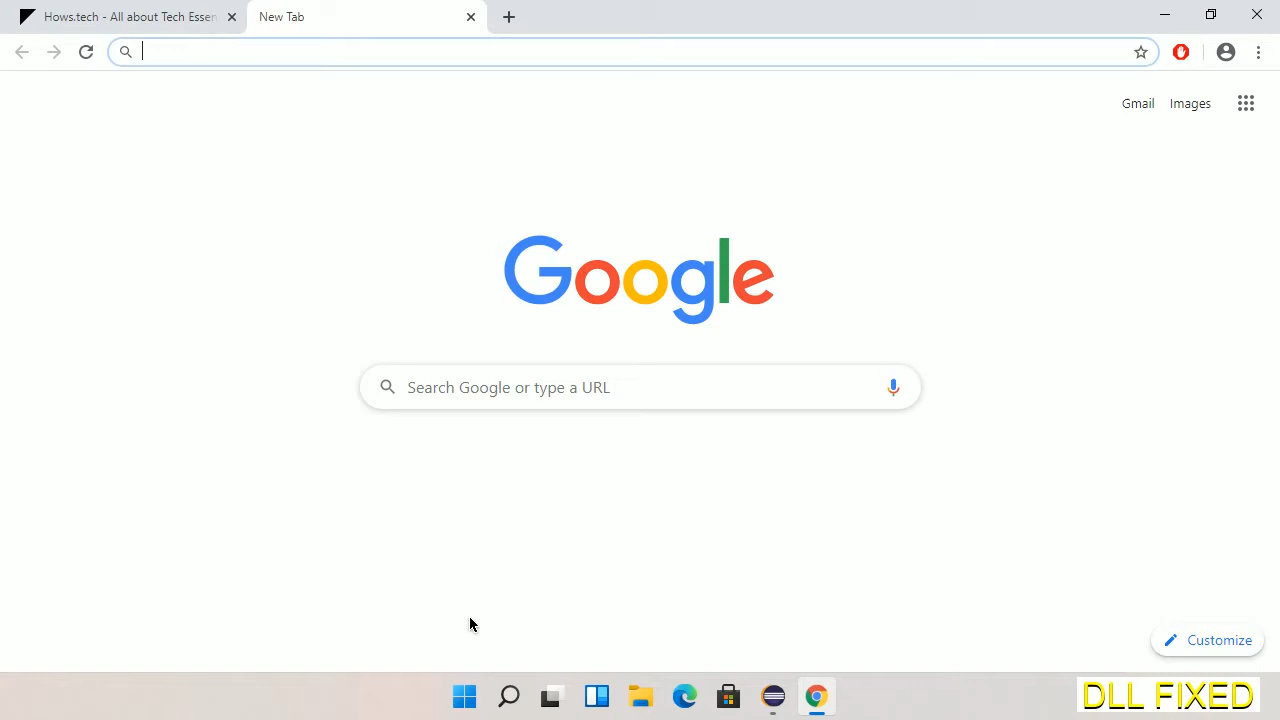 Hows.tech - All about Tech Essen
New Tab
Gmail Images
Google
Search Google or type a URL
Customize
DLL FIXED